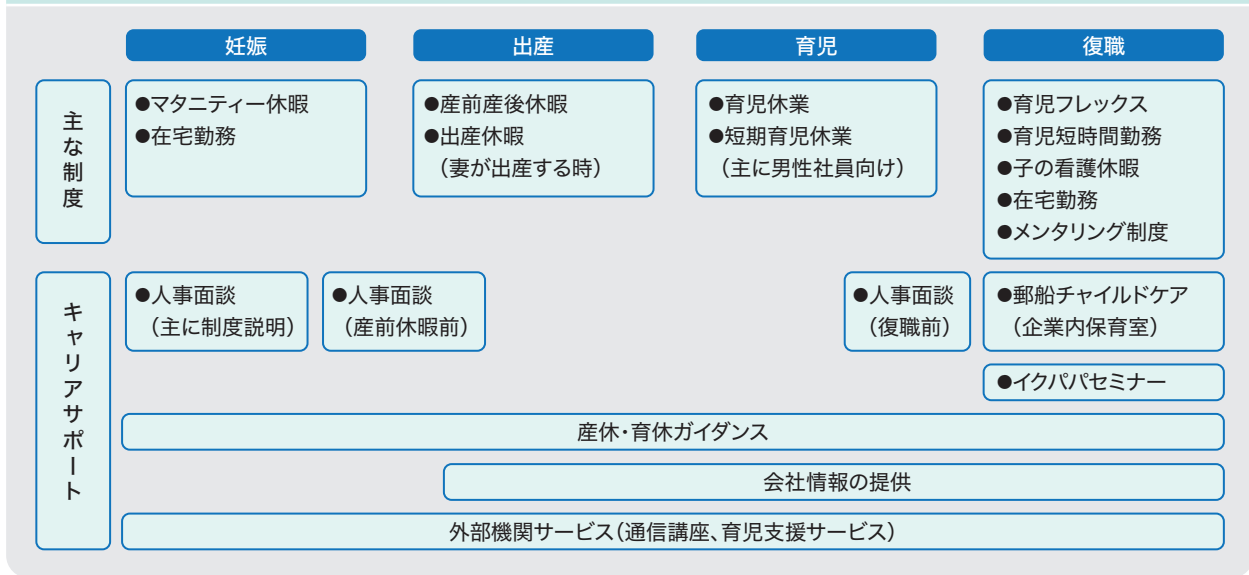 妊娠
出産
育児
復職
主な制度
●マタニティー休暇
●在宅勤務
●産前産後休暇
●出産休暇
（妻が出産する時）
●育児休業
●短期育児休業
（主に男性社員向け）
●育児フレックス
●育児短時間勤務
●子の看護休暇
●在宅勤務
●メンタリング制度
キャリアサポート
●人事面談
（主に制度説明）
●人事面談
（産前休暇前）
●人事面談
（復職前）
●郵船チャイルドケア
（企業内保育室）
●イクパパセミナー
産休・育休ガイダンス
会社情報の提供
外部機関サービス（通信講座、育児支援サービス）